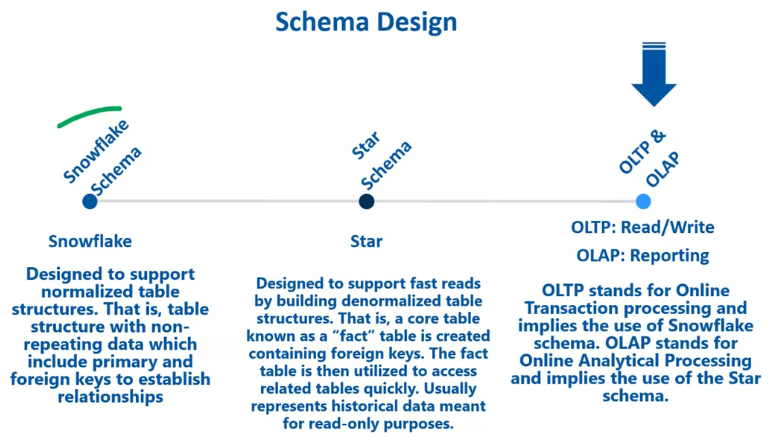 Schema Design
Snowflake
Schema
Star
Schema
OLTP &
OLAP
Snowflake
Designed to support
normalized table
structures. That is, table
structure with non-
repeating data which
include primary and
foreign keys to establish
relationships
Star
Designed to support fast reads
by building denormalized table
structures. That is, a core table
known as a “fact” table is created
containing foreign keys. The fact
table is then utilized to access
related tables quickly. Usually
represents historical data meant
for read-only purposes.
OLTP: Read/Write
OLAP: Reporting
OLTP stands for Online
Transaction processing and
implies the use of Snowflake
schema. OLAP stands for
Online Analytical Processing
and implies the use of the Star
schema.